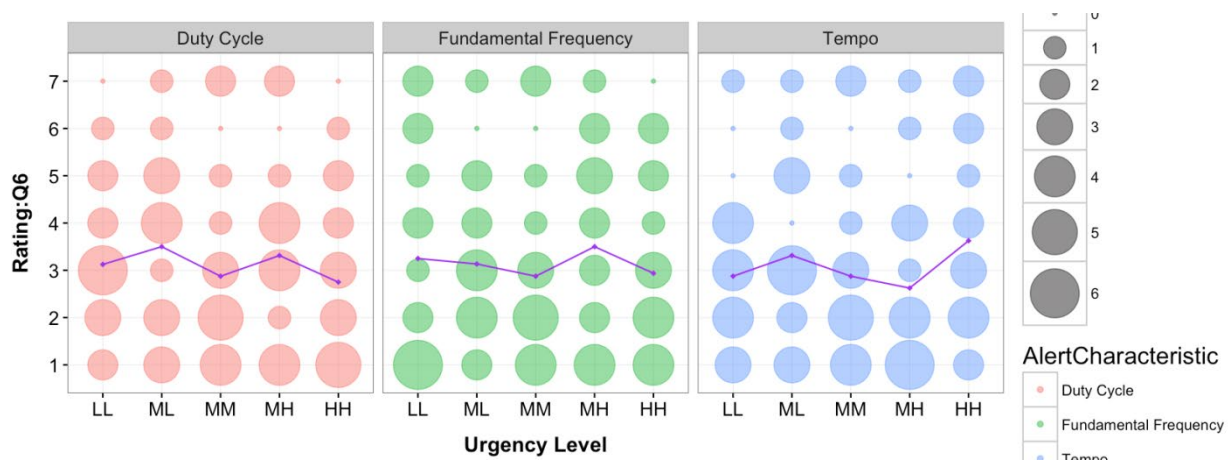 Duty Cycle
Fundamental Frequency
Tempo
Rating:Q6
7
6
5
4
3
2
1
LL ML MM MH HH
LL ML MM MH HH
LL ML MM MH HH
Urgency Level
0
1
2
3
4
5
6
AlertCharacteristic
Duty Cycle
Fundamental Frequency
Tempo